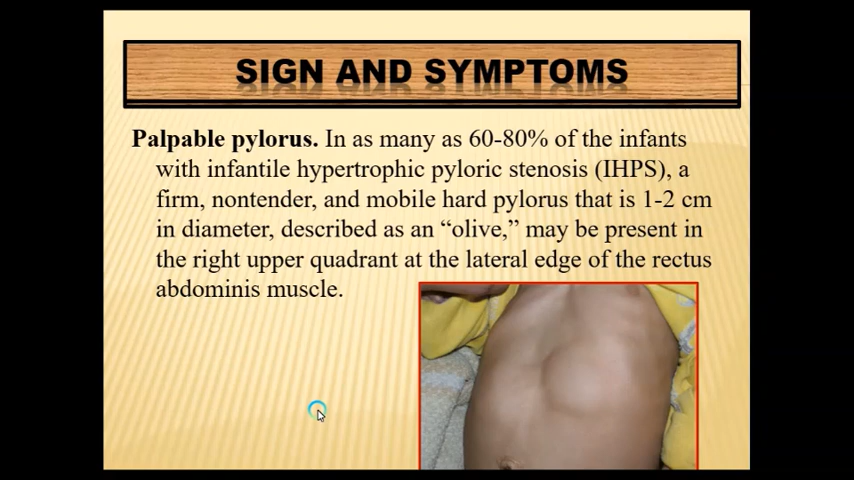 SIGN AND SYMPTOMS
Palpable pylorus. In as many as 60-80% of the infants
with infantile hypertrophic pyloric stenosis (IHPS), a
firm, nontender, and mobile hard pylorus that is 1-2 cm
in diameter, described as an “olive,” may be present in
the right upper quadrant at the lateral edge of the rectus
abdominis muscle.